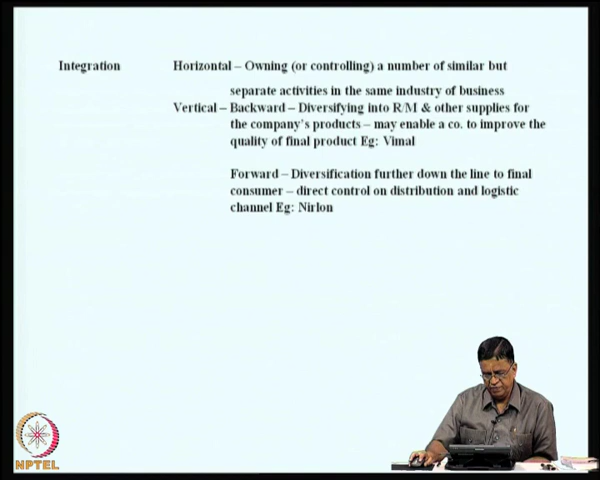 Integration Horizontal – Owning (or controlling) a number of similar but
separate activities in the same industry of business
Vertical – Backward – Diversifying into R/M & other supplies for
the company's products – may enable a co. to improve the
quality of final product Eg: Vimal
Forward – Diversification further down the line to final
consumer – direct control on distribution and logistic
channel Eg: Nirlon
NPTEL